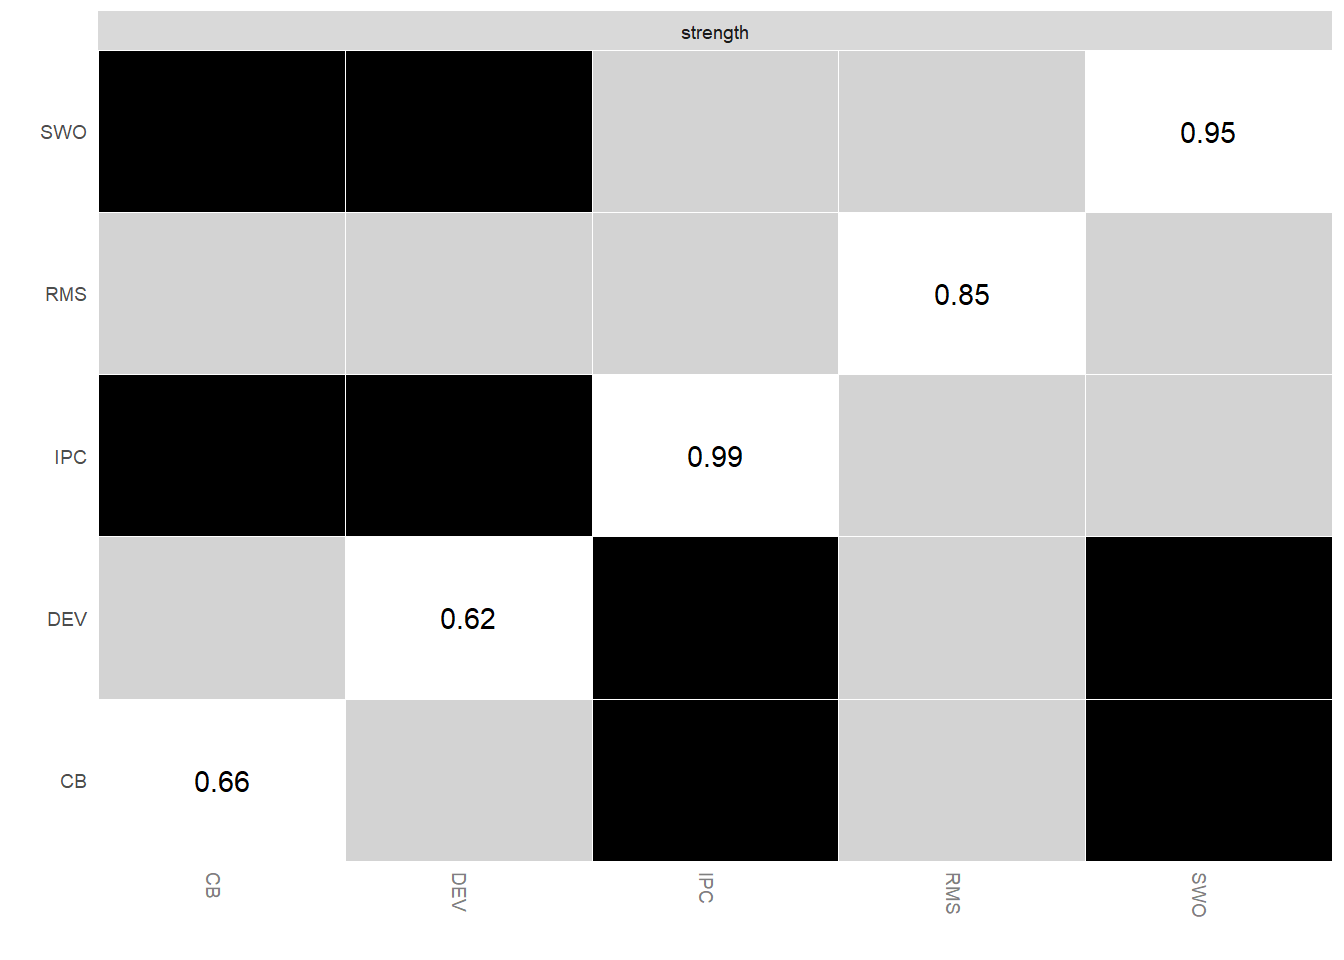 strength
SWO 0.95
RMS 0.85
IPC 0.99
DEV 0.62
CB 0.66
CB DEV IPC RMS SWO